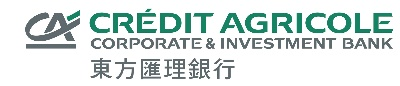 CRÉDIT AGRICOLE
CORPORATE & INVESTMENT BANK
東方匯理銀行